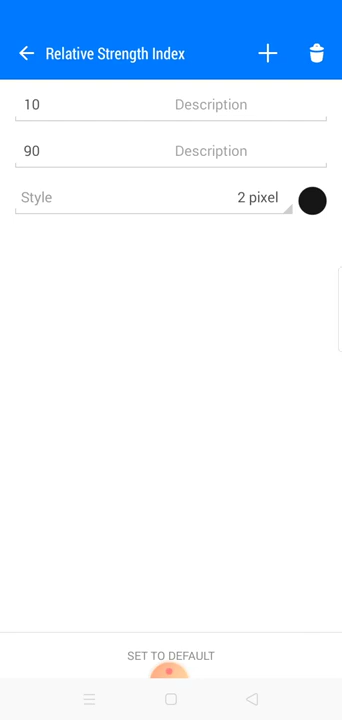 Relative Strength Index
10 Description
90 Description
Style 2 pixel
SET TO DEFAULT